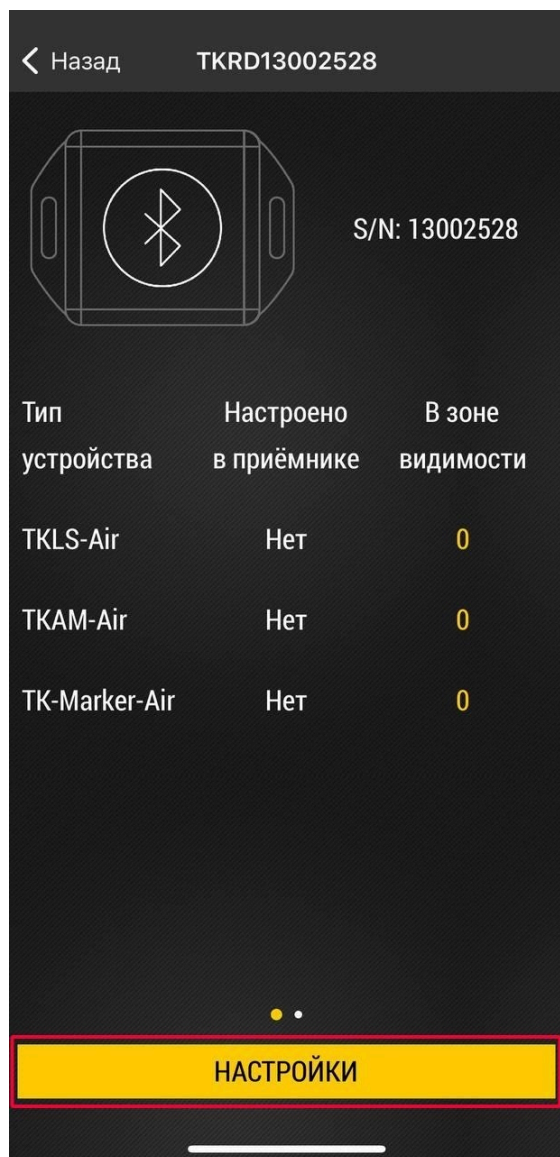 Назад TKRD13002528
S/N: 13002528
Тип Настроено В зоне
устройства в приёмнике видимости
TKLS-Air Нет 0
TKAM-Air Нет 0
TK-Marker-Air Нет 0
НАСТРОЙКИ